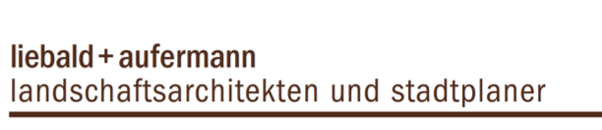 liebald+aufermann
landschaftsarchitekten und stadtplaner